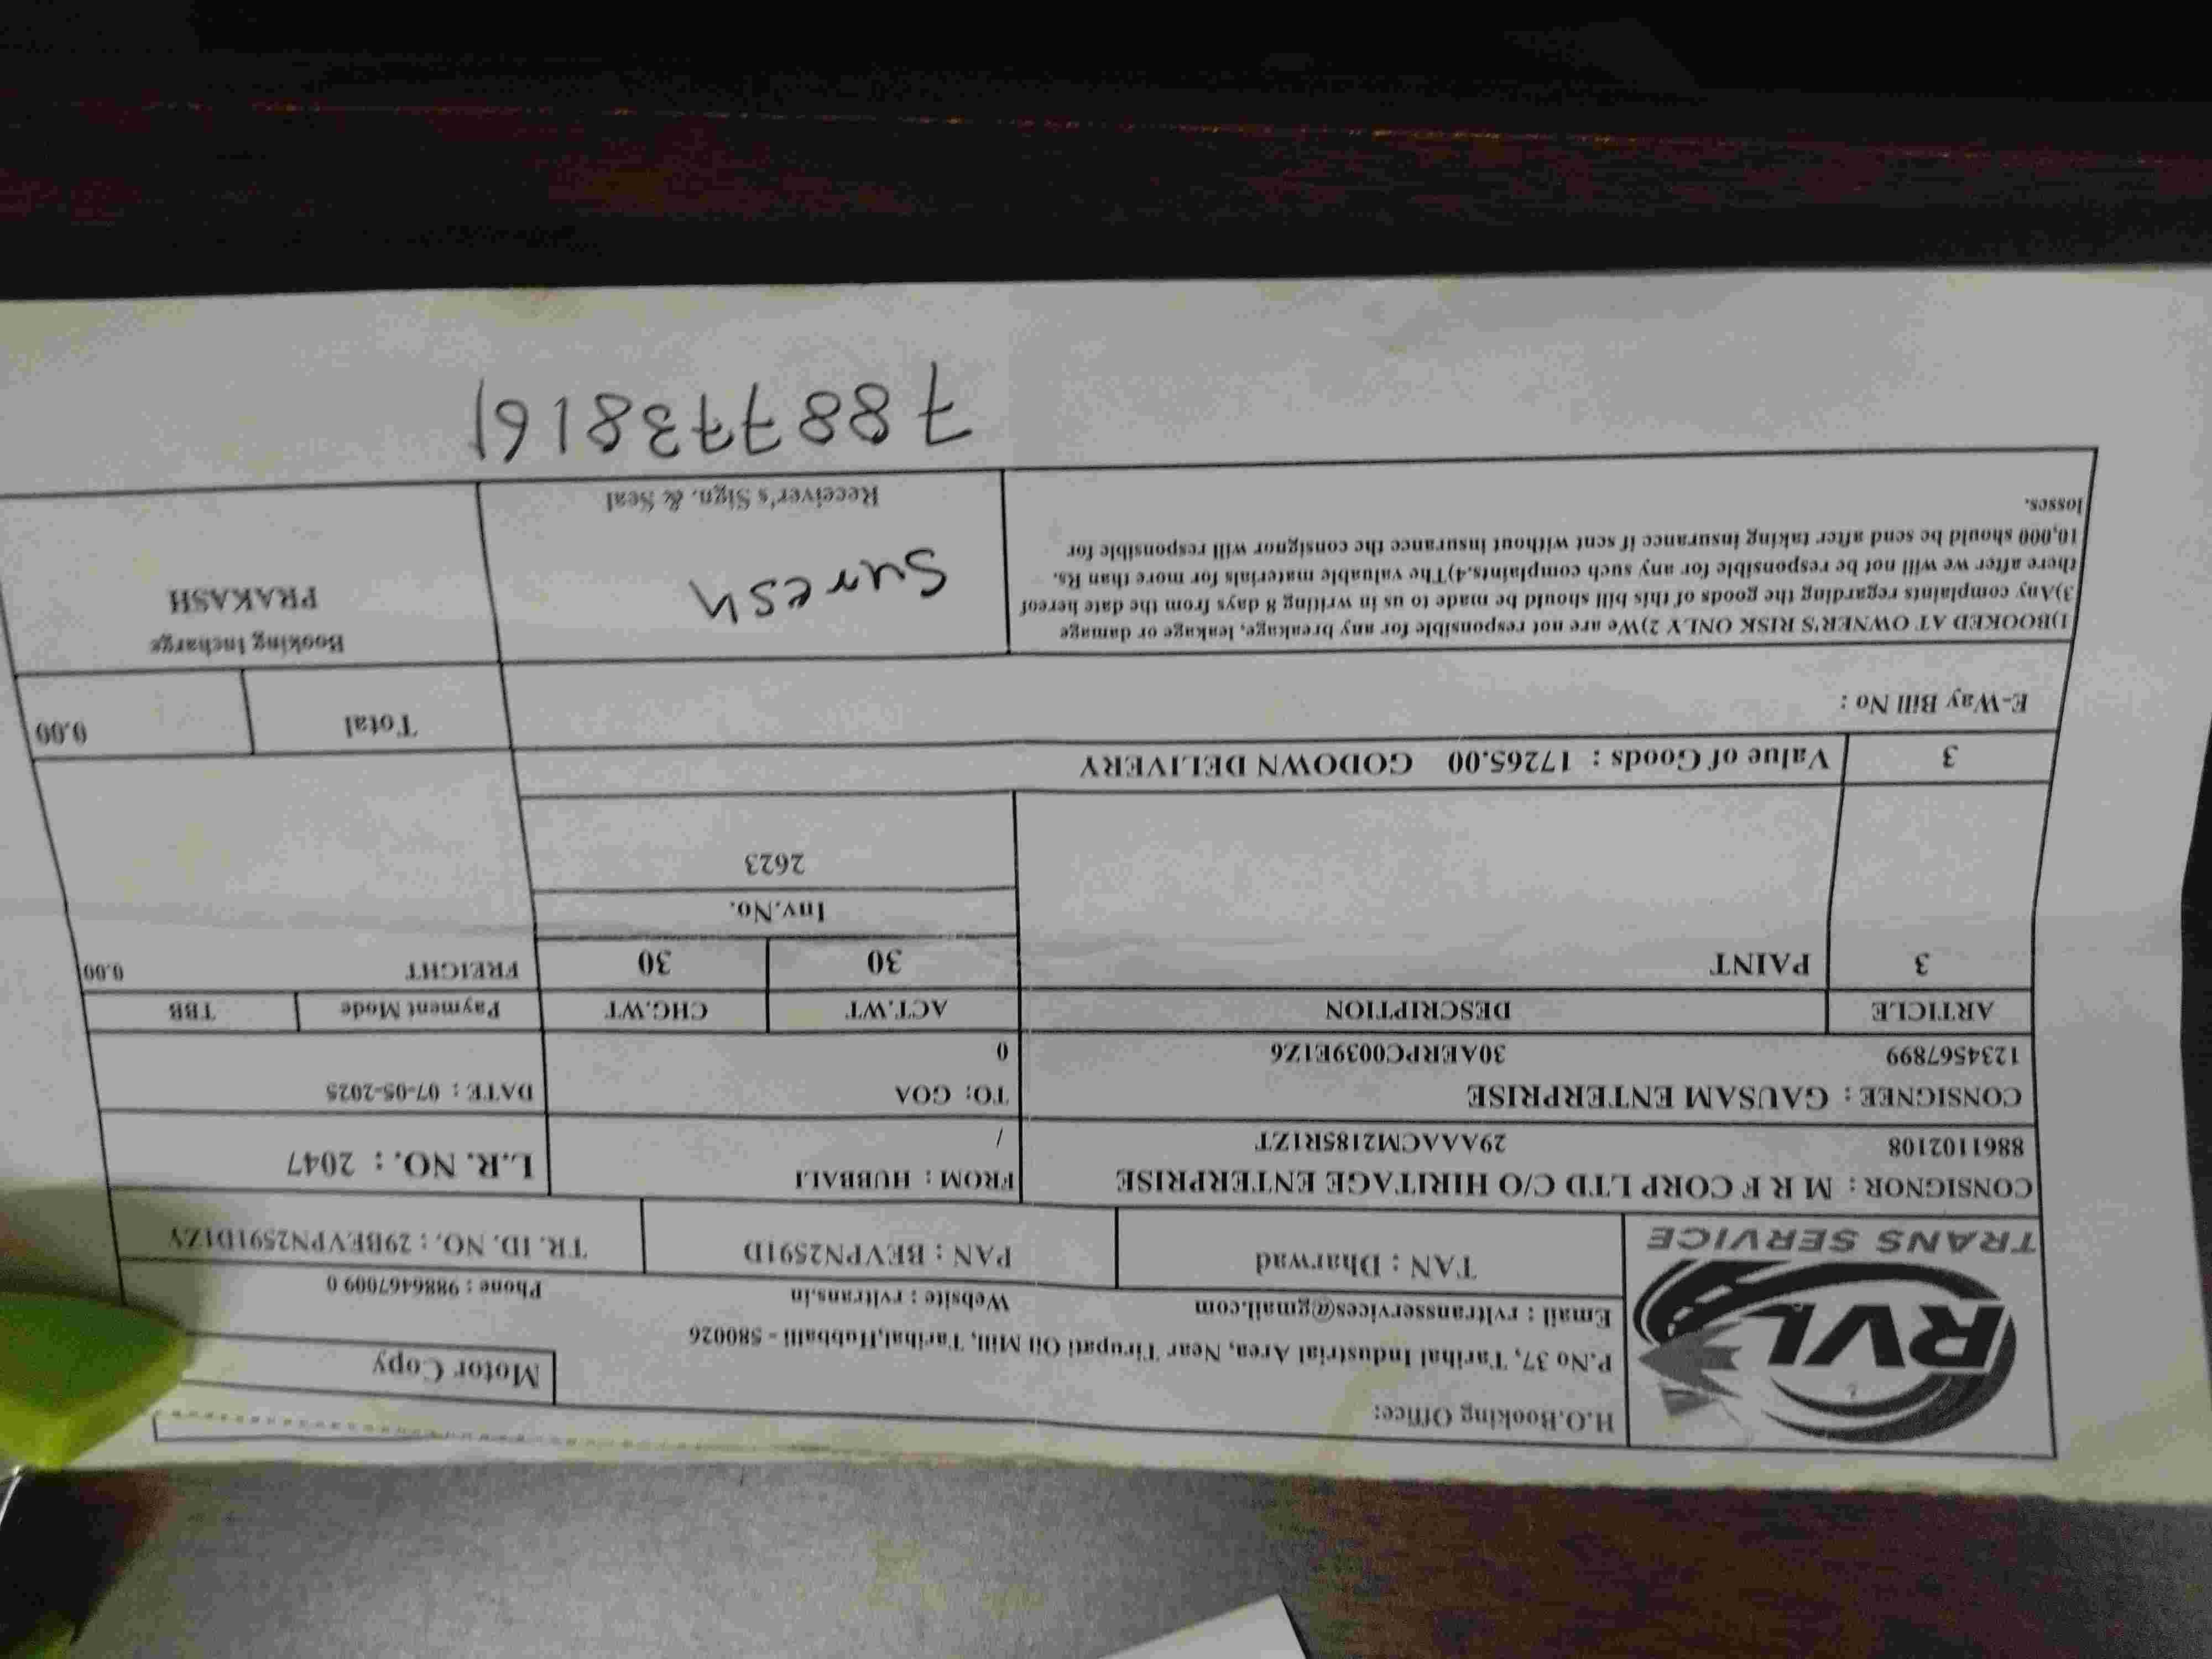 RVL
TRANS SERVICE
H.O.Booking Office:
Motor Copy
P.No 37, Tarihal Industrial Area, Near Tirupati Oil Mill, Tarihal,Hubballi - 580026
Email : rvltransservices@gmail.com Website : rvltrans.in Phone : 9886467009 0
TAN : Dharwad PAN : BEVPN2591D TR. ID. NO. : 29BEVPN2591D1ZY
CONSIGNOR : M R F CORP LTD C/O HIRITAGE ENTERPRISE FROM : HUBBALI L.R. NO. : 2047
8861102108 29AAACM2185R1ZT /
CONSIGNEE : GAUSAM ENTERPRISE TO: GOA DATE : 07-05-2025
1234567899 30AERPC0039E1Z6 0
ARTICLE DESCRIPTION ACT.WT CHG.WT Payment Mode TBB
3 PAINT 30 30 FREIGHT 0.00
Inv.No.
2623
3 Value of Goods : 17265.00 GODOWN DELIVERY
E-Way Bill No : Total 0.00
1)BOOKED AT OWNER'S RISK ONLY 2)We are not responsible for any breakage, leakage or damage
3)Any complaints regarding the goods of this bill should be made to us in writing 8 days from the date hereof
there after we will not be responsible for any such complaints.4)The valuable materials for more than Rs.
10,000 should be send after taking insurance if sent without insurance the consignor will responsible for
losses.
Suresh
Receiver's Sign. & Seal
Booking Incharge
PRAKASH
7887738161